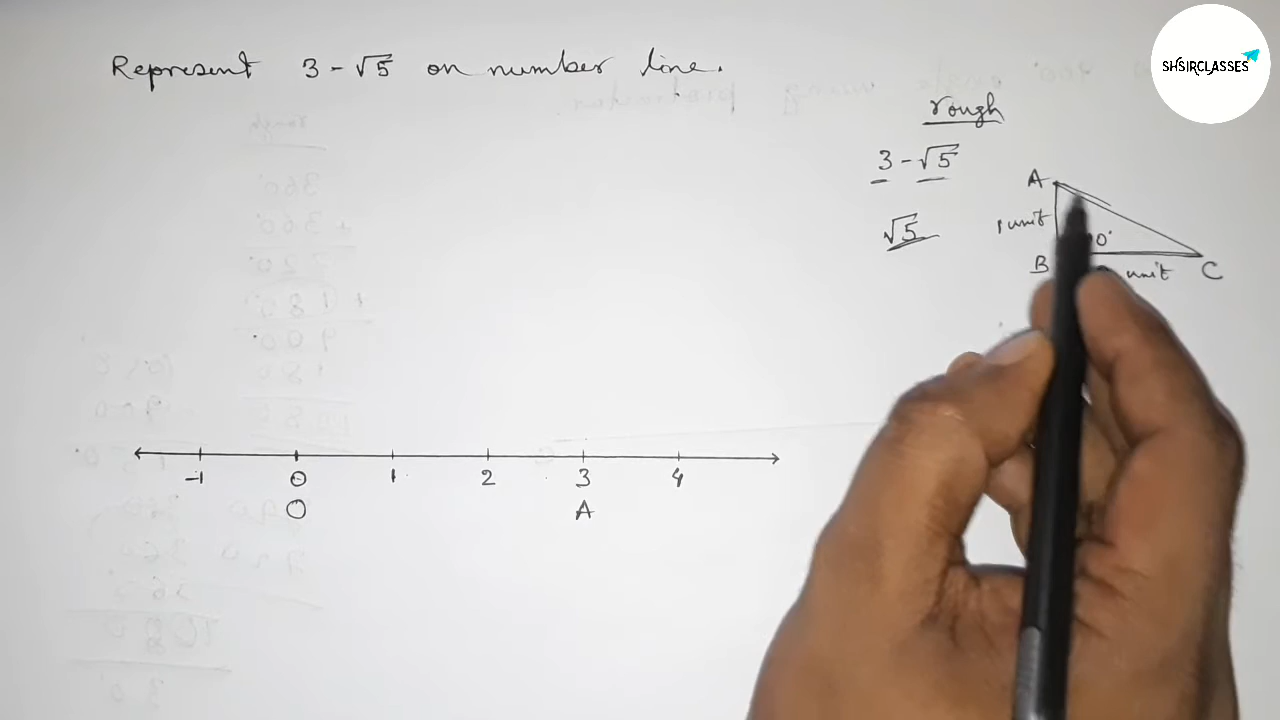 Represent 3 - √5 on number line.
SHSIRCLASSES
rough
3 - √5
√5
A
1 unit
0°
B unit C
-1 0 1 2 3 4
O A